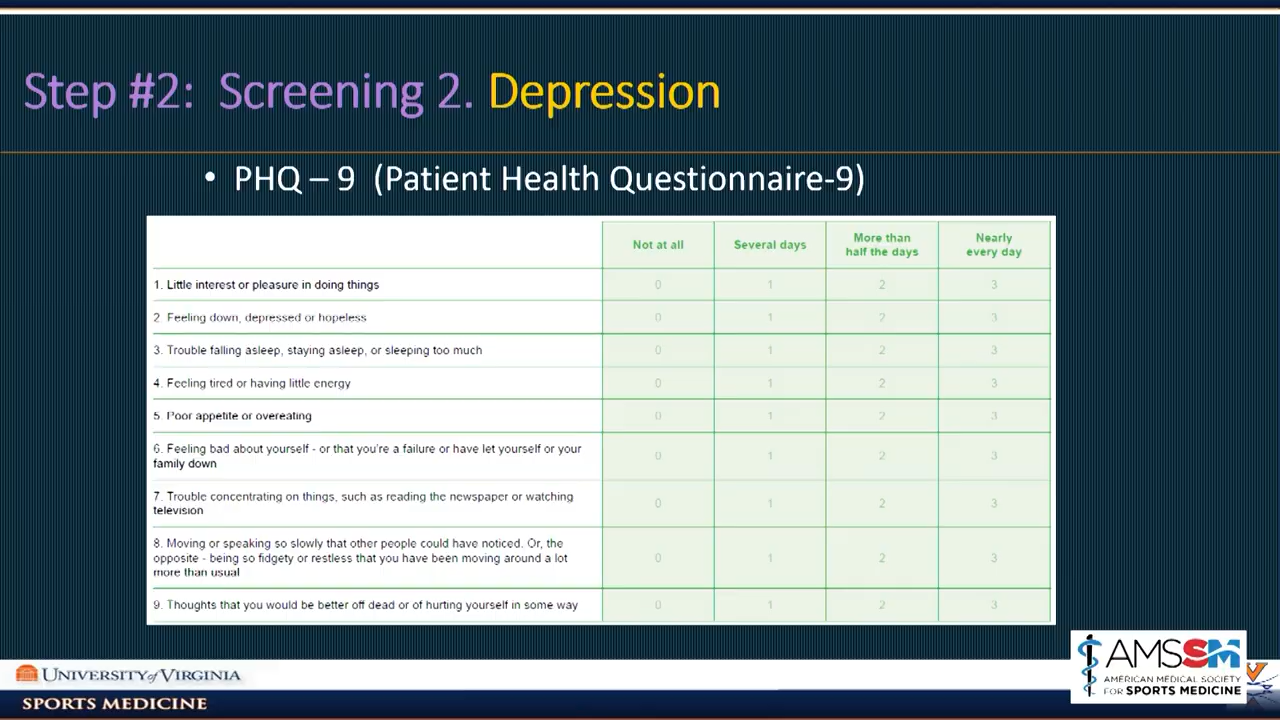 Step #2: Screening 2. Depression
• PHQ – 9 (Patient Health Questionnaire-9)
Not at all
Several days
More than
half the days
Nearly
every day
1. Little interest or pleasure in doing things 0 1 2 3
2. Feeling down, depressed or hopeless 0 1 2 3
3. Trouble falling asleep, staying asleep, or sleeping too much 0 1 2 3
4. Feeling tired or having little energy 0 1 2 3
5. Poor appetite or overeating 0 1 2 3
6. Feeling bad about yourself - or that you're a failure or have let yourself or your
family down 0 1 2 3
7. Trouble concentrating on things, such as reading the newspaper or watching
television 0 1 2 3
8. Moving or speaking so slowly that other people could have noticed. Or, the
opposite - being so fidgety or restless that you have been moving around a lot
more than usual 0 1 2 3
9. Thoughts that you would be better off dead or of hurting yourself in some way 0 1 2 3
UNIVERSITY of VIRGINIA
SPORTS MEDICINE
AMSSM
AMERICAN MEDICAL SOCIETY
FOR SPORTS MEDICINE